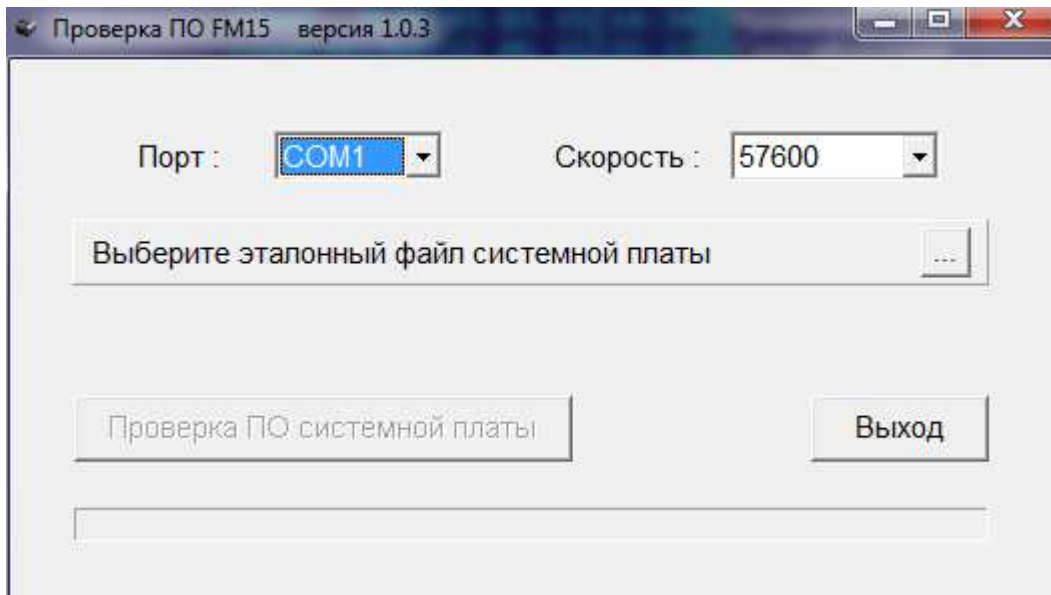 Проверка ПО FM15 версия 1.0.3
Порт : COM1 Скорость : 57600
Выберите эталонный файл системной платы ...
Проверка ПО системной платы Выход